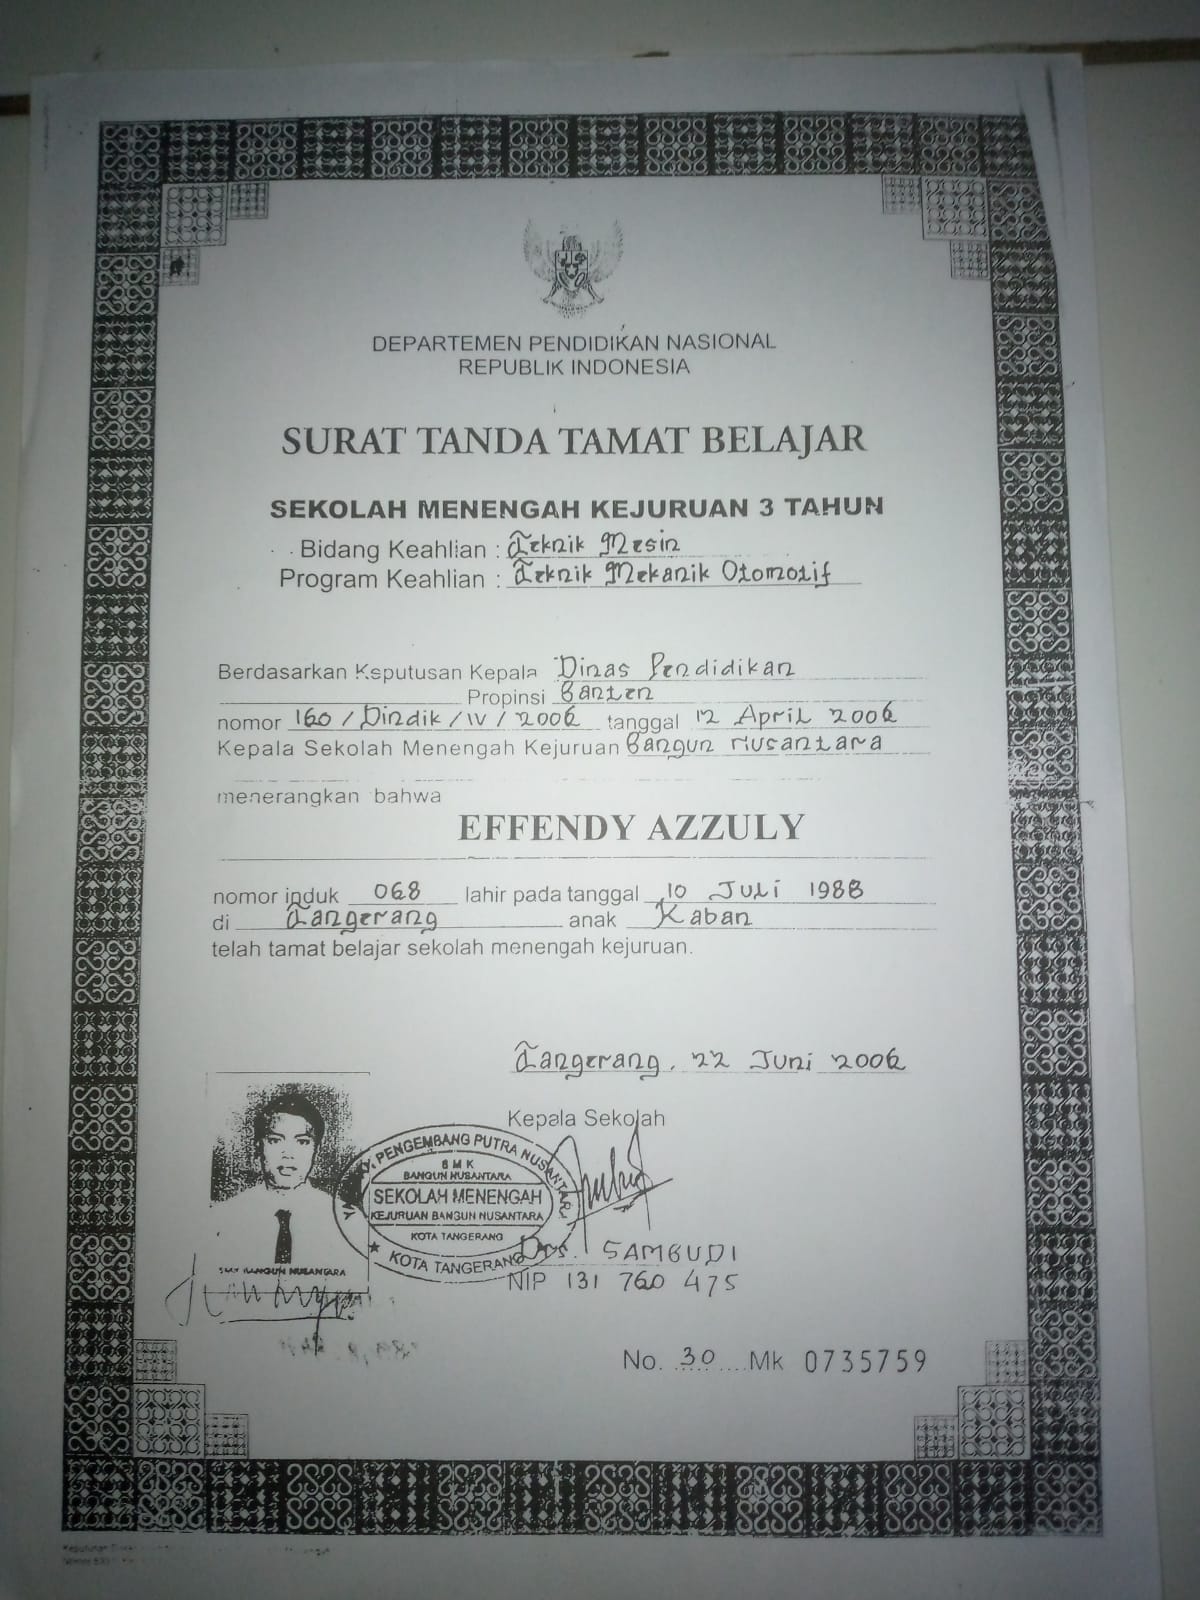 DEPARTEMEN PENDIDIKAN NASIONAL
REPUBLIK INDONESIA
SURAT TANDA TAMAT BELAJAR
SEKOLAH MENENGAH KEJURUAN 3 TAHUN
Bidang Keahlian : Teknik Mesin
Program Keahlian : Teknik Mekanik Otomotif
Berdasarkan Keputusan Kepala Dinas Pendidikan
Propinsi Banten
nomor 160 / Dindik / IV / 2006 tanggal 12 April 2006
Kepala Sekolah Menengah Kejuruan Bangun Nusantara
menerangkan bahwa
EFFENDY AZZULY
nomor induk 068 lahir pada tanggal 10 Juli 1988
di Tangerang anak Kaban
telah tamat belajar sekolah menengah kejuruan.
Tangerang, 22 Juni 2006
Kepala Sekolah
PENGEMBANG PUTRA NUSANTARA
SMK
BANGUN NUSANTARA
SEKOLAH MENENGAH
KEJURUAN BANGUN NUSANTARA
KOTA TANGERANG
KOTA TANGERANG
Drs. SAMBUDI
NIP 131 760 475
SMK BANGUN NUSANTARA
No. 30 Mk 0735759